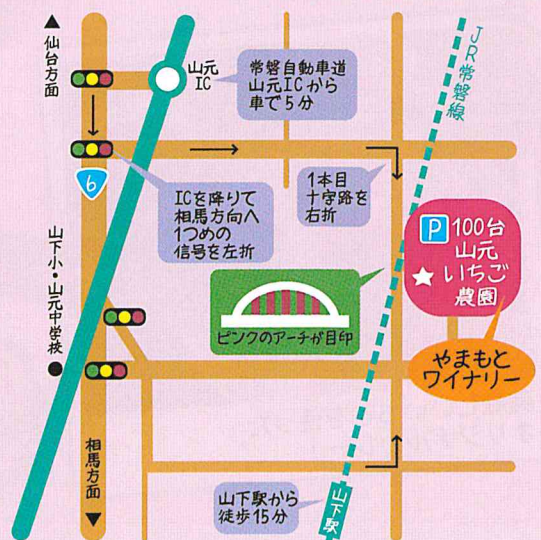 ▲
仙台方面
山元
IC
常磐自動車道
山元ICから
車で5分
JR常磐線
6
ICを降りて
相馬方向へ
1つめの
信号を左折
1本目
十字路を
右折
P 100台
山元
★いちご
農園
山下小・山元中学校
ピンクのアーチが目印
やまもと
ワイナリー
相馬方面
▼
山下駅から
徒歩15分
山下駅